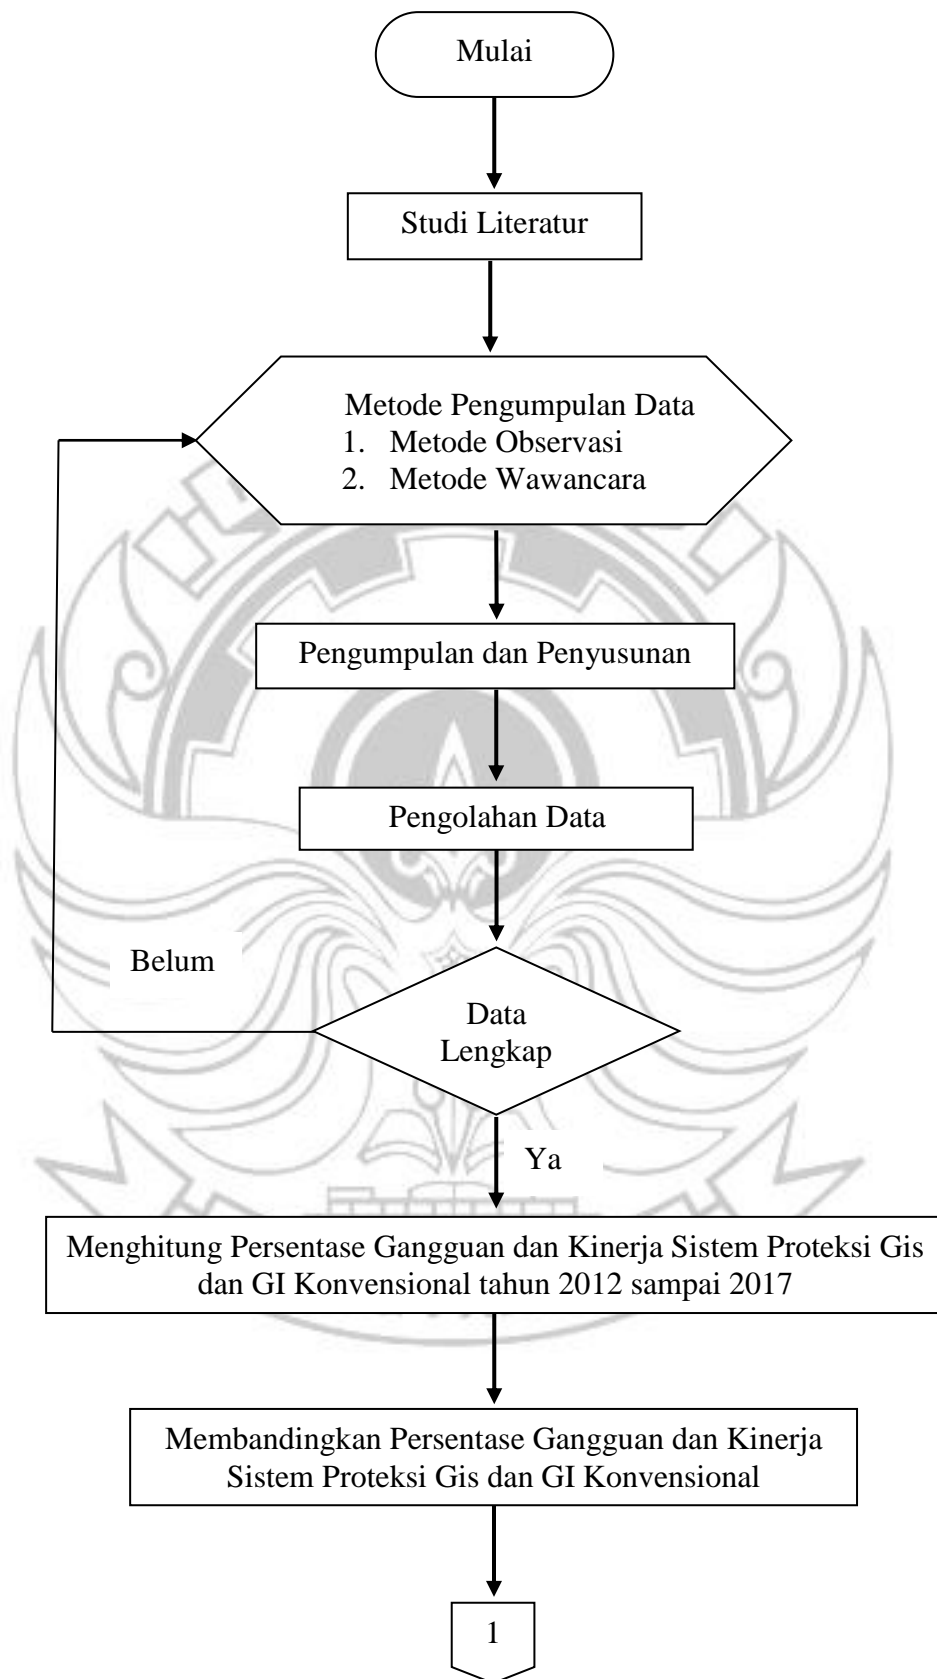 Mulai
Studi Literatur
Metode Pengumpulan Data
1. Metode Observasi
2. Metode Wawancara
Pengumpulan dan Penyusunan
Pengolahan Data
Belum
Data
Lengkap
Ya
Menghitung Persentase Gangguan dan Kinerja Sistem Proteksi Gis
dan GI Konvensional tahun 2012 sampai 2017
Membandingkan Persentase Gangguan dan Kinerja
Sistem Proteksi Gis dan GI Konvensional
1